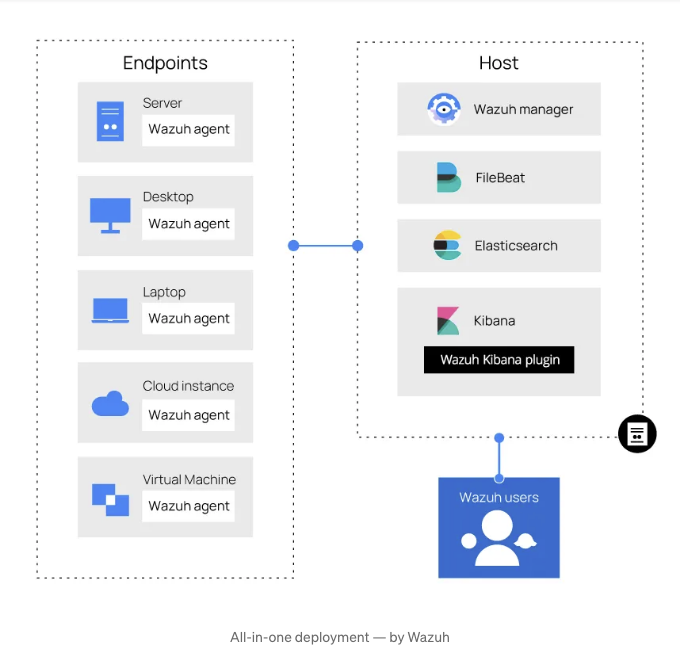 Endpoints
Server
Wazuh agent
Desktop
Wazuh agent
Laptop
Wazuh agent
Cloud instance
Wazuh agent
Virtual Machine
Wazuh agent
Host
Wazuh manager
FileBeat
Elasticsearch
Kibana
Wazuh Kibana plugin
Wazuh users
All-in-one deployment — by Wazuh